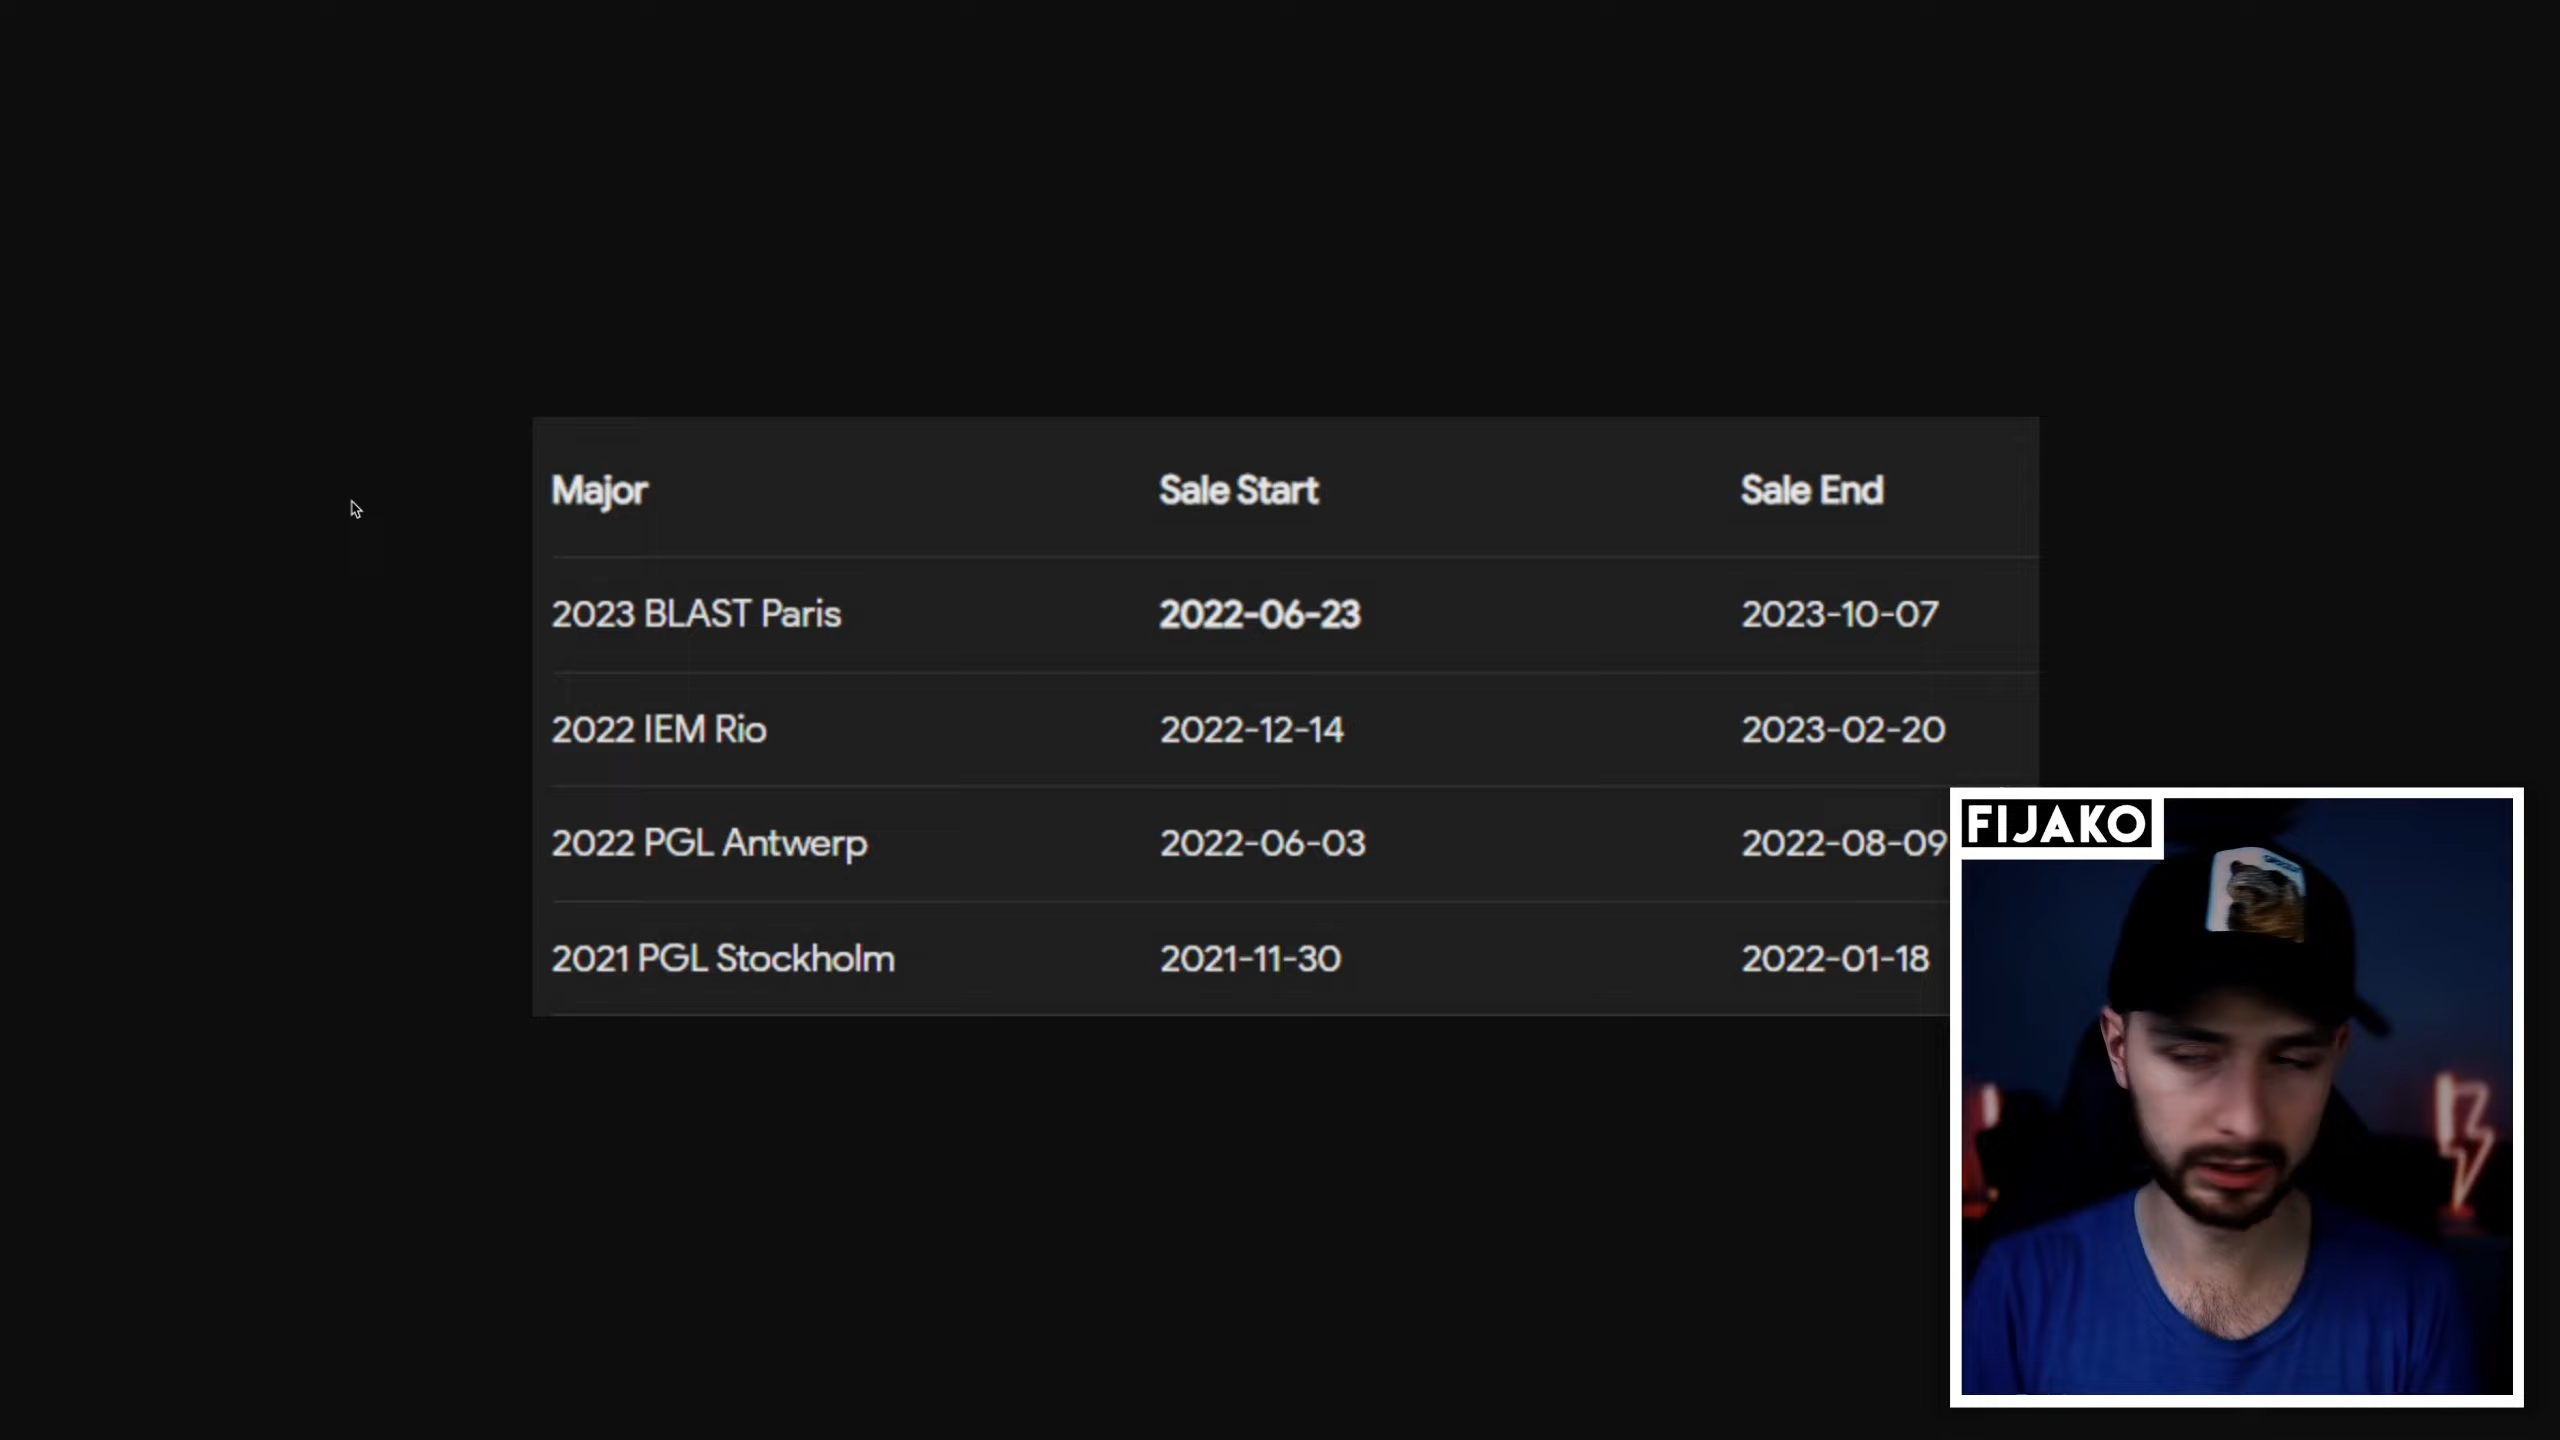 Major Sale Start Sale End
2023 BLAST Paris 2022-06-23 2023-10-07
2022 IEM Rio 2022-12-14 2023-02-20
2022 PGL Antwerp 2022-06-03 2022-08-09
2021 PGL Stockholm 2021-11-30 2022-01-18
FIJAKO